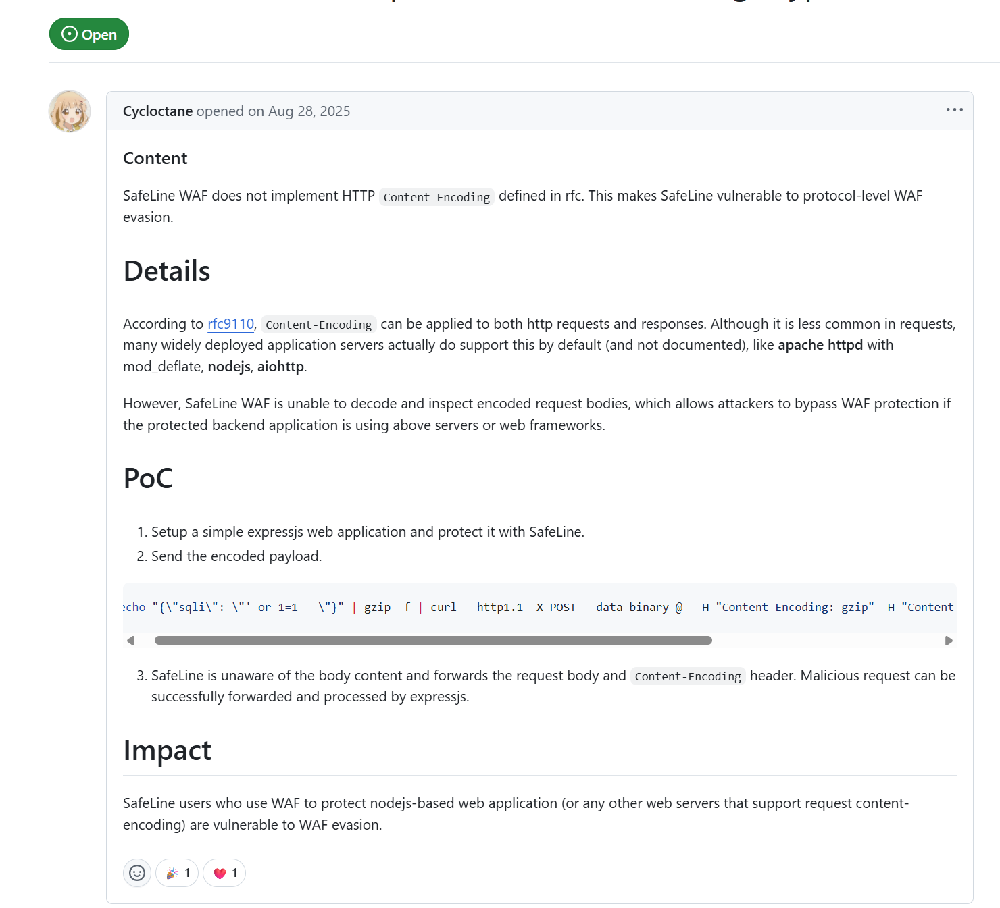 Open
Cycloctane opened on Aug 28, 2025
Content
SafeLine WAF does not implement HTTP Content-Encoding defined in rfc. This makes SafeLine vulnerable to protocol-level WAF
evasion.
Details
According to rfc9110, Content-Encoding can be applied to both http requests and responses. Although it is less common in requests,
many widely deployed application servers actually do support this by default (and not documented), like apache httpd with
mod_deflate, nodejs, aiohttp.
However, SafeLine WAF is unable to decode and inspect encoded request bodies, which allows attackers to bypass WAF protection if
the protected backend application is using above servers or web frameworks.
PoC
1. Setup a simple expressjs web application and protect it with SafeLine.
2. Send the encoded payload.
echo "{\"sqli\": \"' or 1=1 --\"}" | gzip -f | curl --http1.1 -X POST --data-binary @- -H "Content-Encoding: gzip" -H "Content-
3. SafeLine is unaware of the body content and forwards the request body and Content-Encoding header. Malicious request can be
successfully forwarded and processed by expressjs.
Impact
SafeLine users who use WAF to protect nodejs-based web application (or any other web servers that support request content-
encoding) are vulnerable to WAF evasion.
1 1